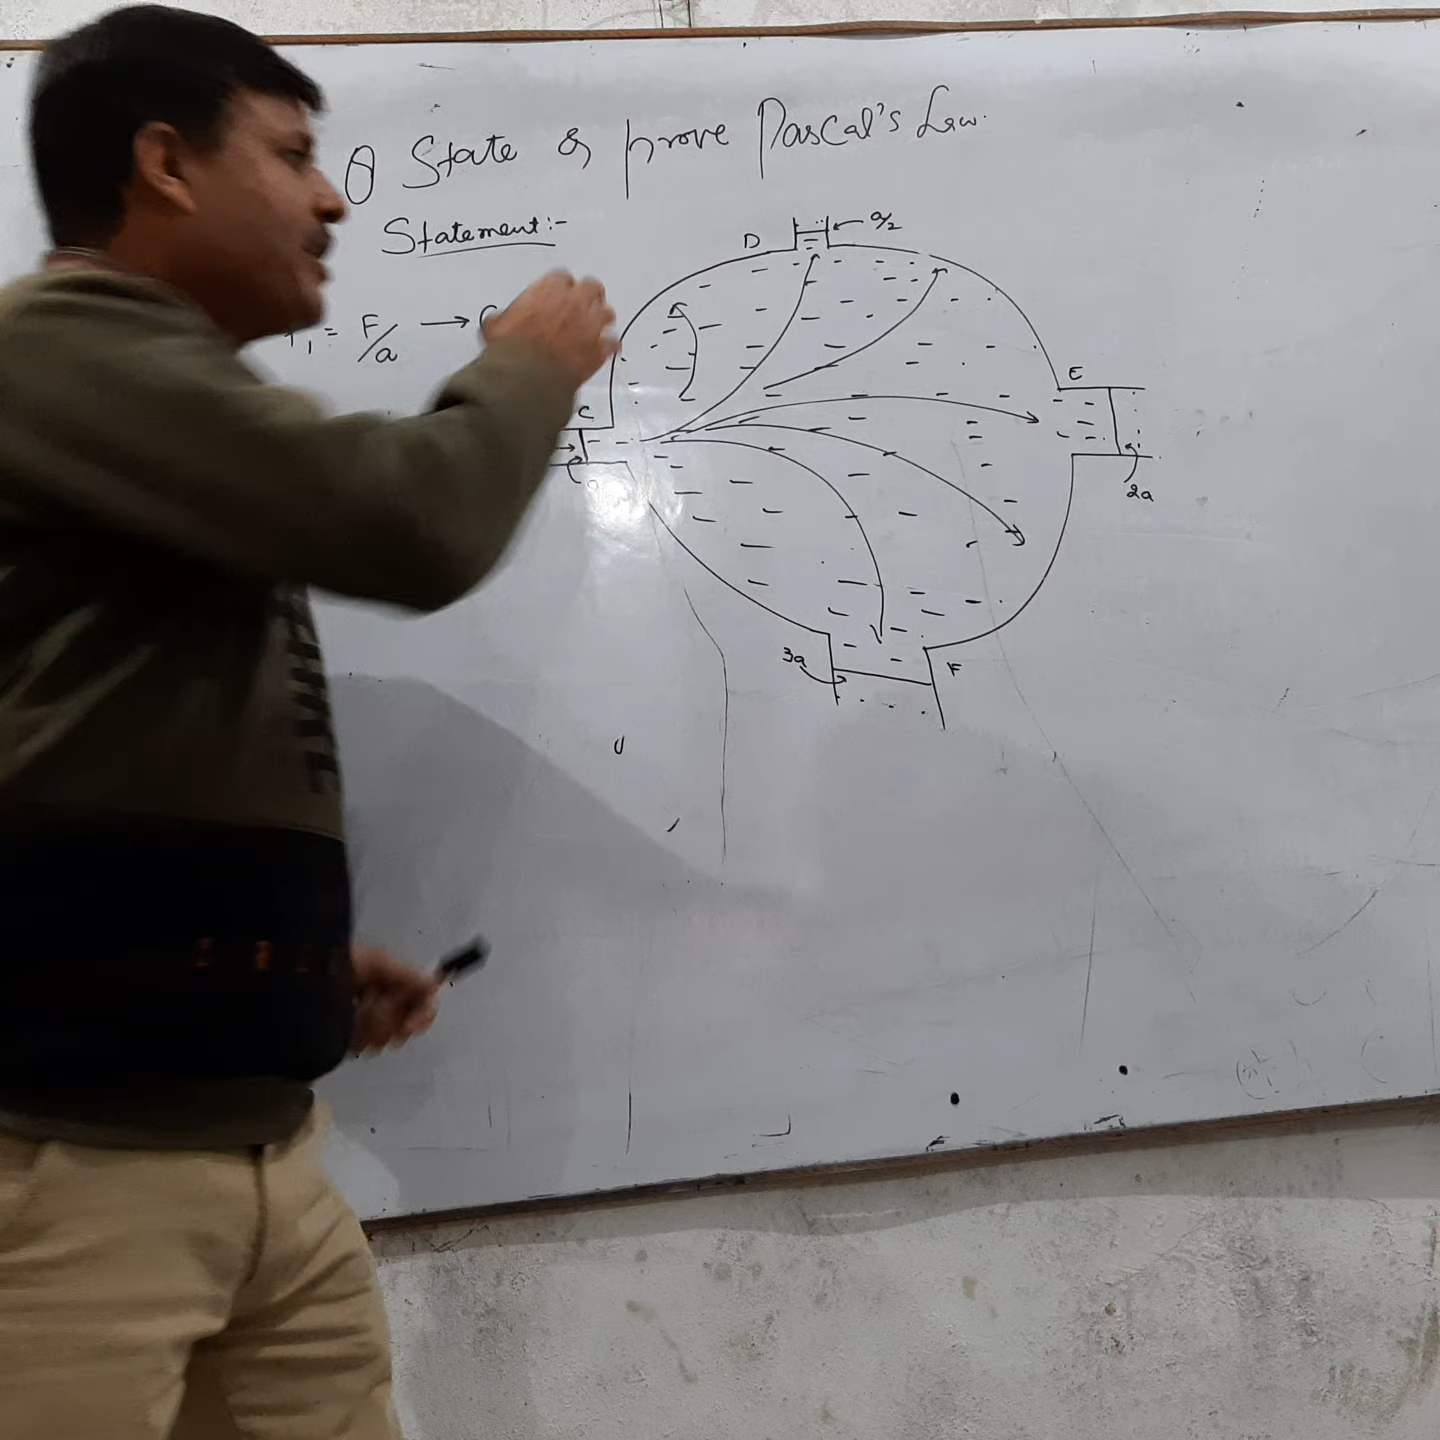 Q State & prove Pascal's Law.
Statement:-
= F/a → C
D
a/2
C
E
2a
3a
F